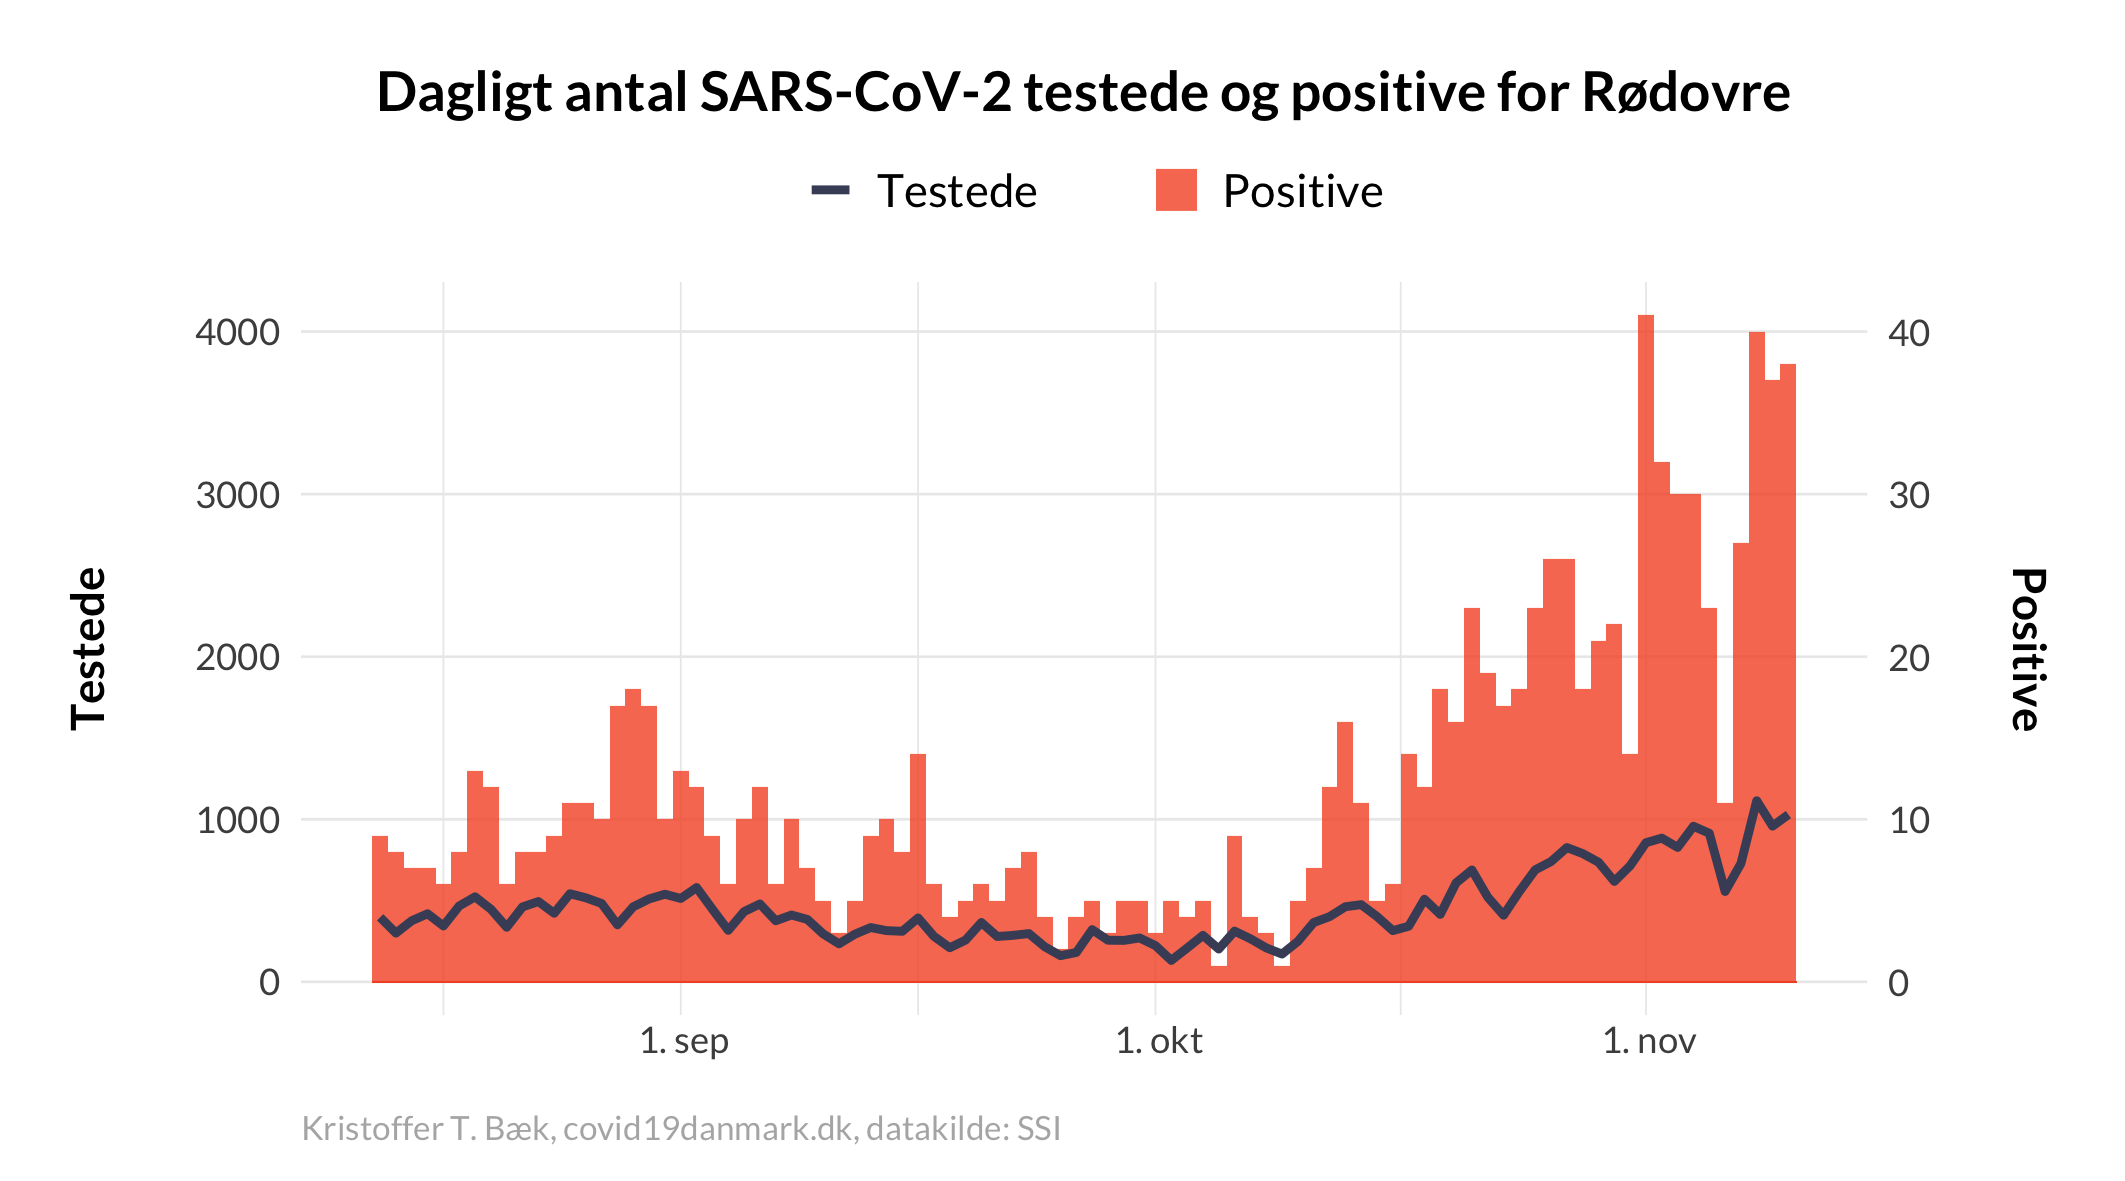 Dagligt antal SARS-CoV-2 testede og positive for Rødovre
Testede
Positive
4000
3000
2000
1000
0
Testede
40
30
20
10
0
Positive
1. sep
1. okt
1. nov
Kristoffer T. Bæk, covid19danmark.dk, datakilde: SSI